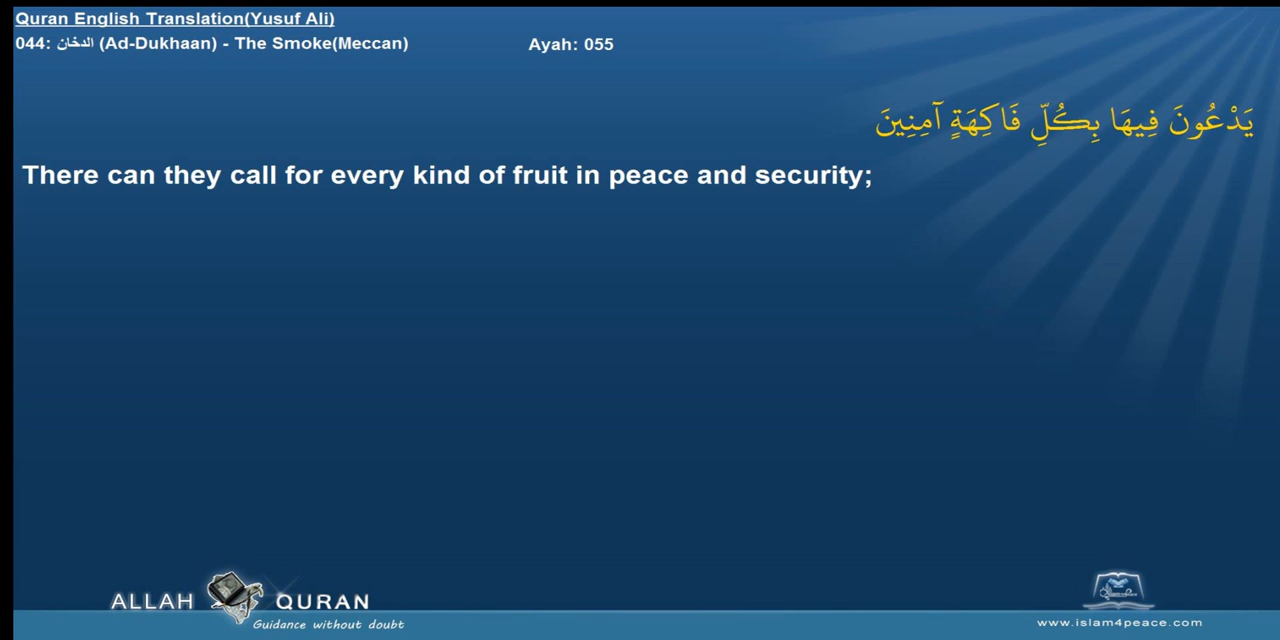 Quran English Translation(Yusuf Ali)
044: الدخان (Ad-Dukhaan) - The Smoke(Meccan) Ayah: 055
يَدْعُونَ فِيهَا بِكُلِّ فَاكِهَةٍ آمِنِينَ
There can they call for every kind of fruit in peace and security;
ALLAH QURAN
Guidance without doubt
www.islam4peace.com